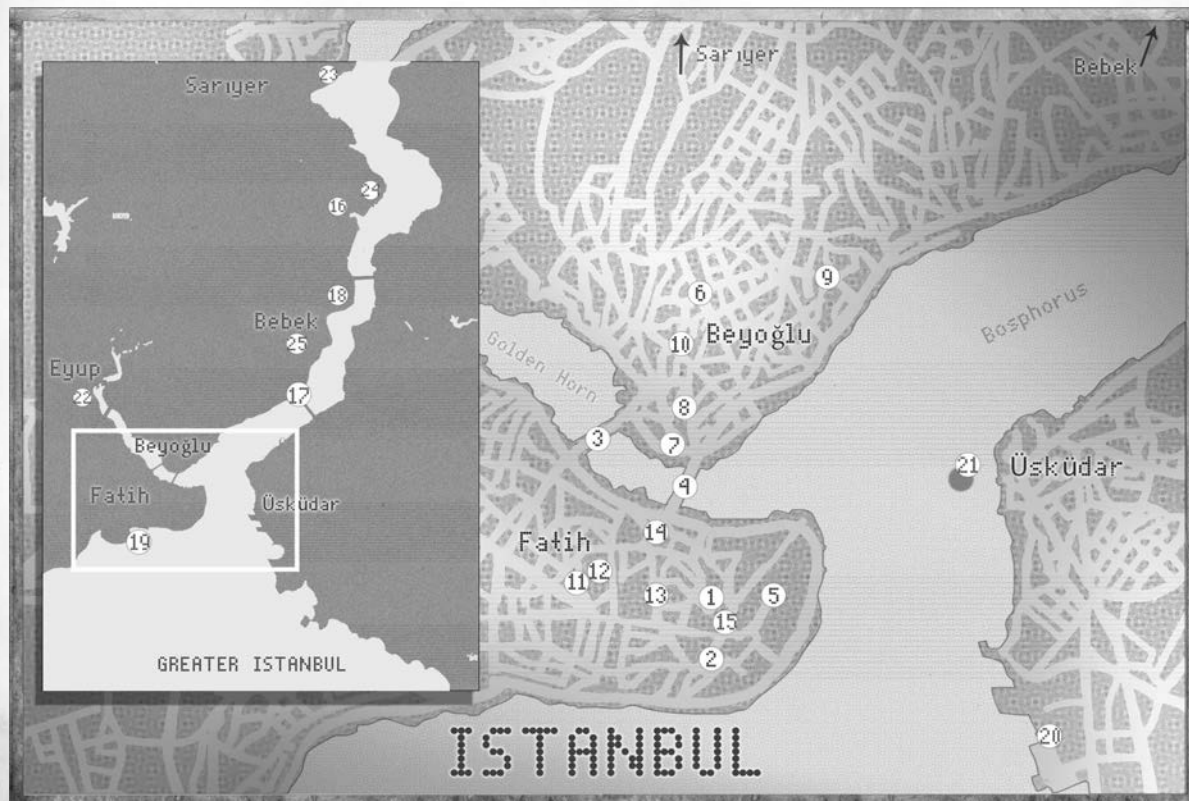 Sarıyer
Bebek
Sarıyer
23
24
16
18
Bebek
25
Eyup
22
17
Beyoğlu
Fatih
Üsküdar
19
GREATER ISTANBUL
Bosphorus
Golden Horn
9
6
Beyoğlu
10
8
3
7
4
21
Üsküdar
14
Fatih
12
11
13
1
5
15
2
20
ISTANBUL